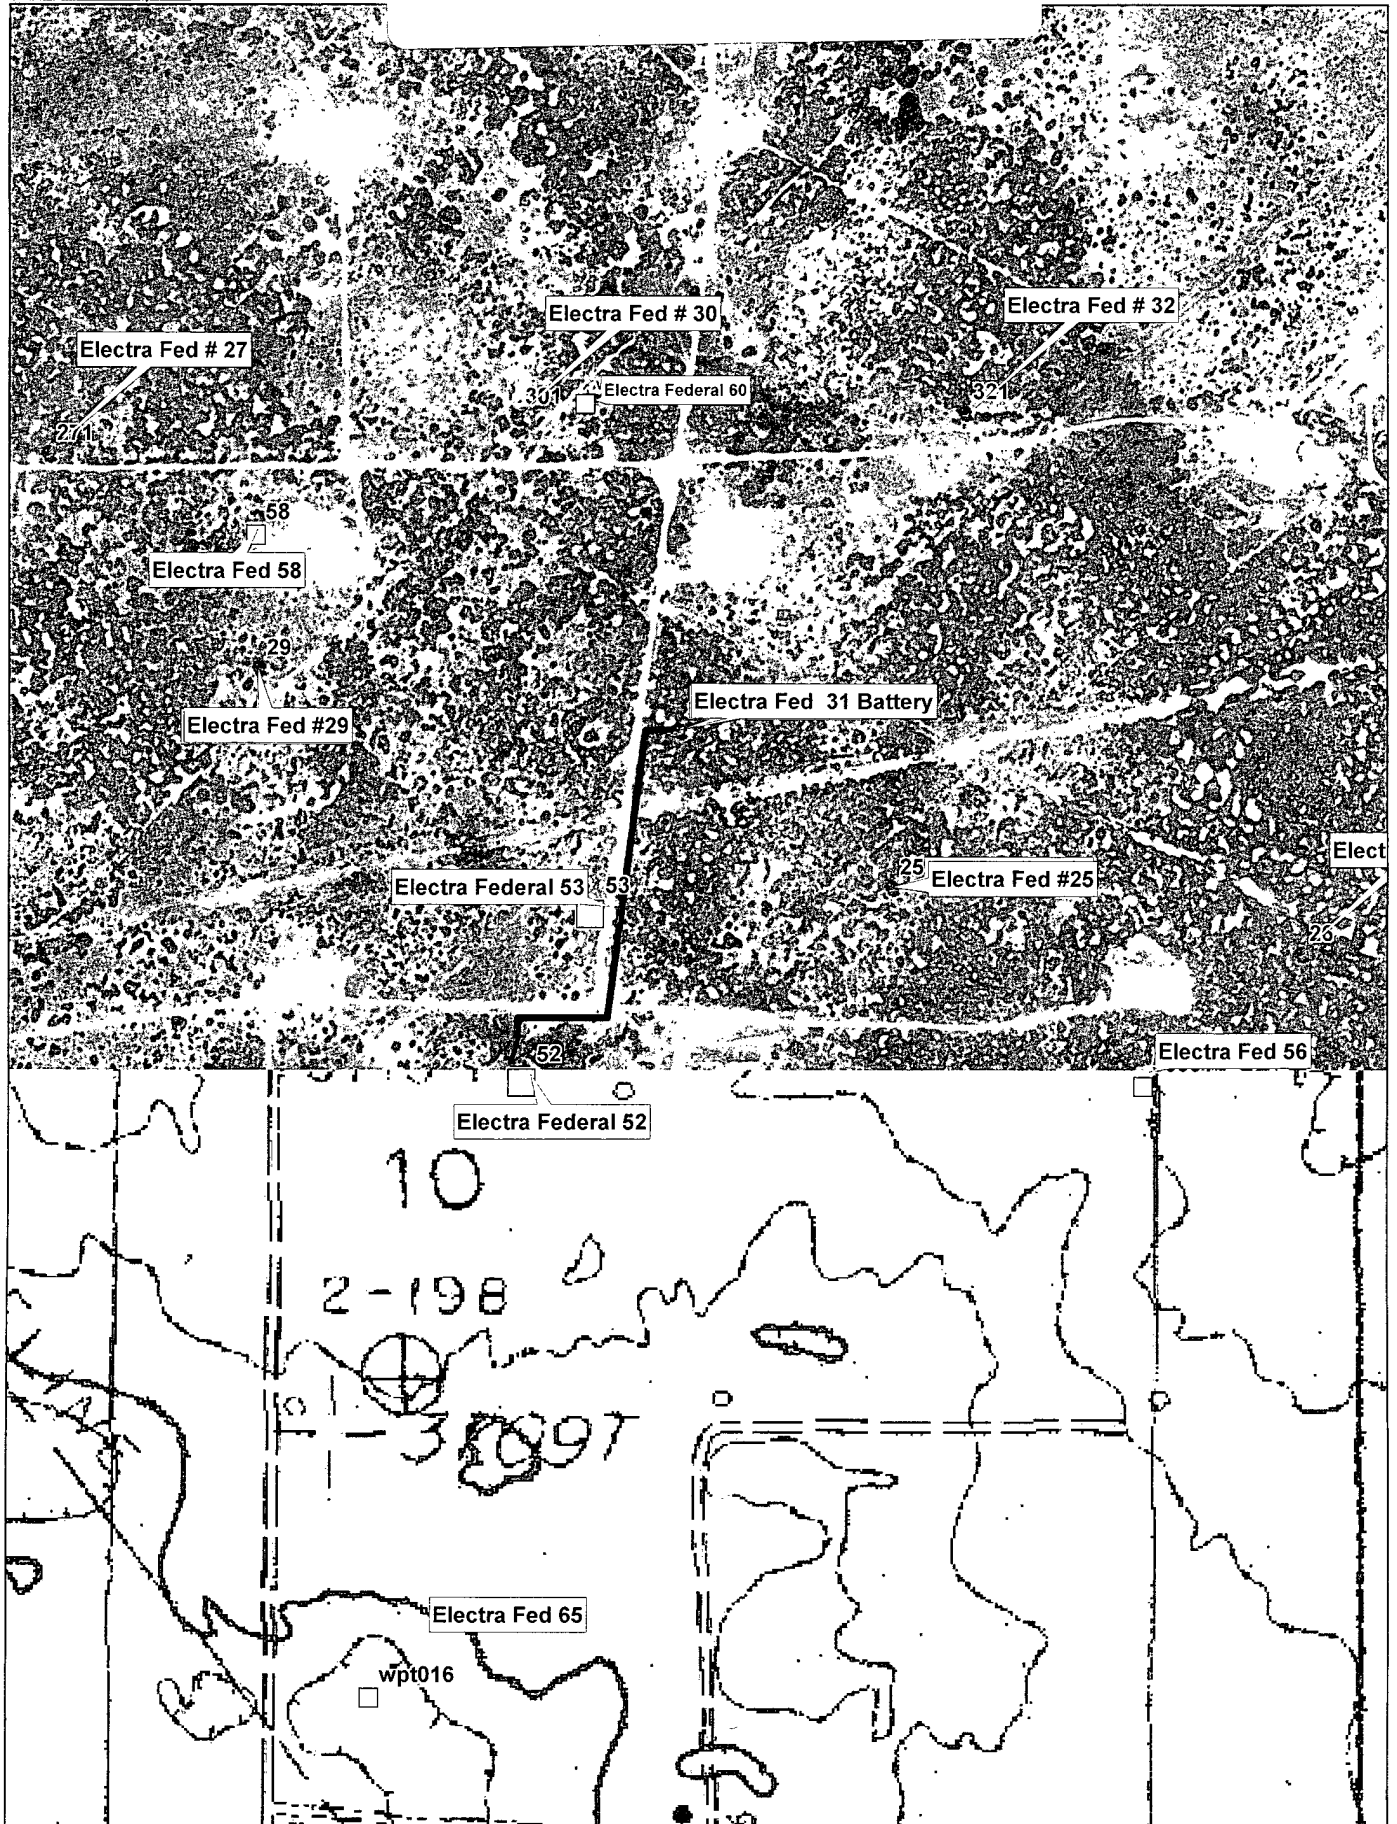 Electra Fed # 30
Electra Fed # 32
Electra Fed # 27
Electra Federal 60
301
321
271
58
Electra Fed 58
29
Electra Fed 31 Battery
Electra Fed #29
Elect
25
Electra Fed #25
Electra Federal 53
53
26
52
Electra Fed 56
Electra Federal 52
10
2-198
Electra Fed 65
wpt016